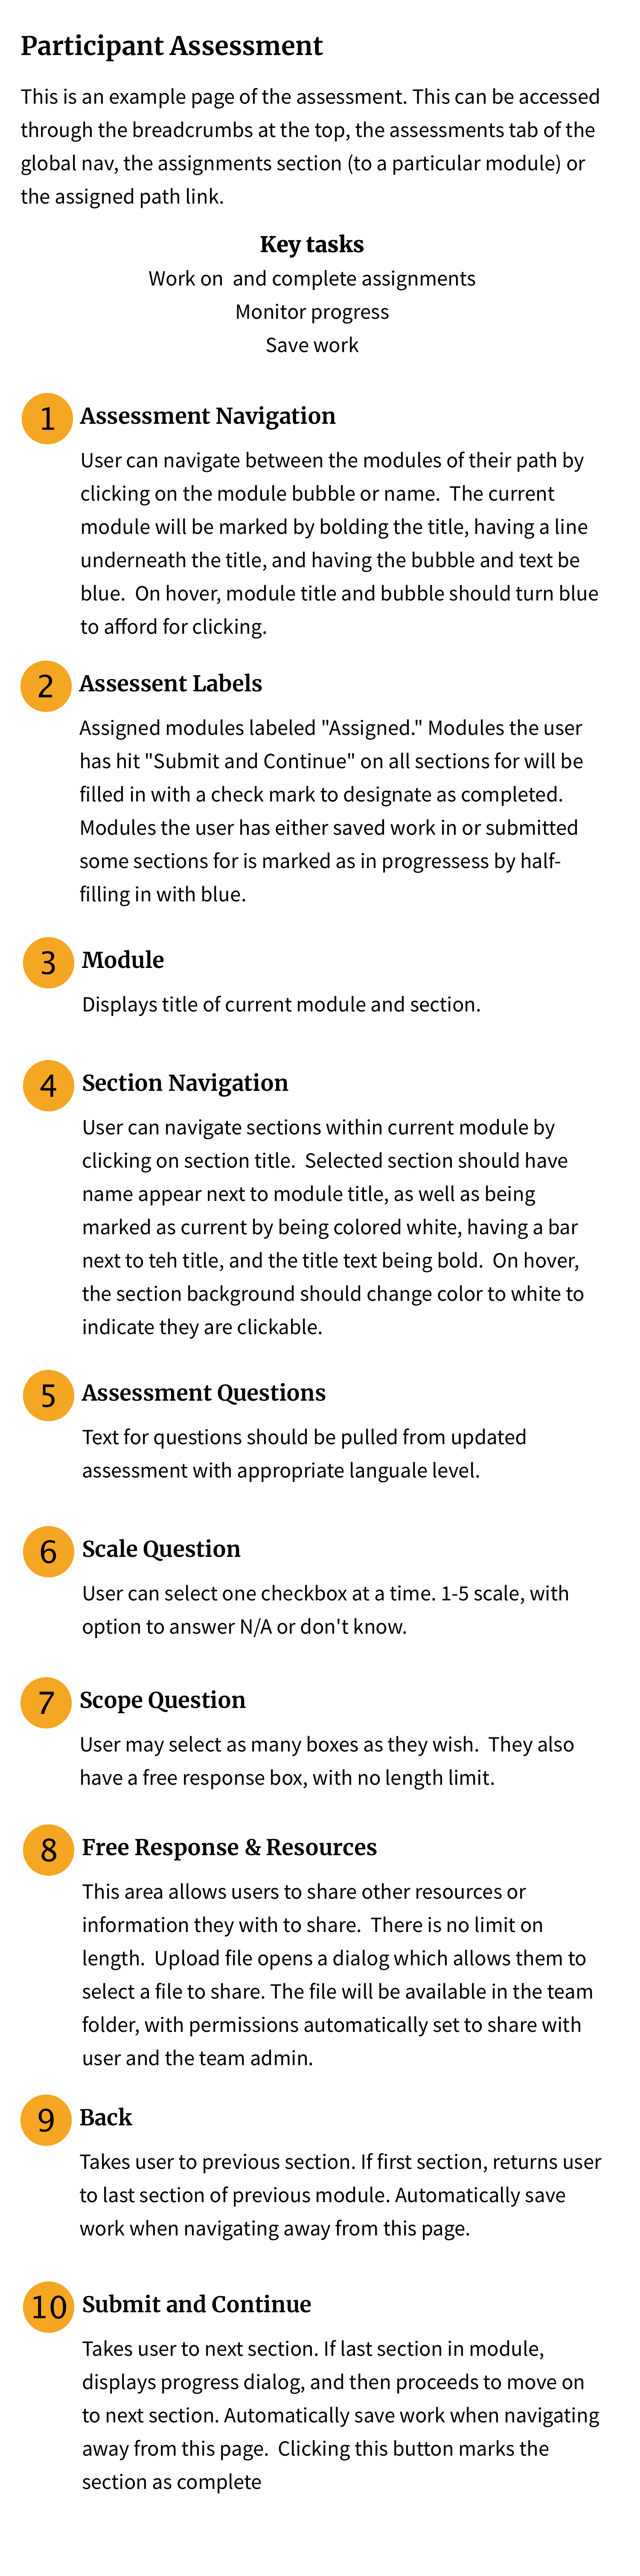 Participant Assessment
This is an example page of the assessment. This can be accessed
through the breadcrumbs at the top, the assessments tab of the
global nav, the assignments section (to a particular module) or
the assigned path link.
Key tasks
Work on  and complete assignments
Monitor progress
Save work
1 Assessment Navigation
User can navigate between the modules of their path by
clicking on the module bubble or name.  The current
module will be marked by bolding the title, having a line
underneath the title, and having the bubble and text be
blue.  On hover, module title and bubble should turn blue
to afford for clicking.
2 Assessent Labels
Assigned modules labeled "Assigned." Modules the user
has hit "Submit and Continue" on all sections for will be
filled in with a check mark to designate as completed.
Modules the user has either saved work in or submitted
some sections for is marked as in progressess by half-
filling in with blue.
3 Module
Displays title of current module and section.
4 Section Navigation
User can navigate sections within current module by
clicking on section title.  Selected section should have
name appear next to module title, as well as being
marked as current by being colored white, having a bar
next to teh title, and the title text being bold.  On hover,
the section background should change color to white to
indicate they are clickable.
5 Assessment Questions
Text for questions should be pulled from updated
assessment with appropriate languale level.
6 Scale Question
User can select one checkbox at a time. 1-5 scale, with
option to answer N/A or don't know.
7 Scope Question
User may select as many boxes as they wish.  They also
have a free response box, with no length limit.
8 Free Response & Resources
This area allows users to share other resources or
information they with to share.  There is no limit on
length.  Upload file opens a dialog which allows them to
select a file to share. The file will be available in the team
folder, with permissions automatically set to share with
user and the team admin.
9 Back
Takes user to previous section. If first section, returns user
to last section of previous module. Automatically save
work when navigating away from this page.
10 Submit and Continue
Takes user to next section. If last section in module,
displays progress dialog, and then proceeds to move on
to next section. Automatically save work when navigating
away from this page.  Clicking this button marks the
section as complete